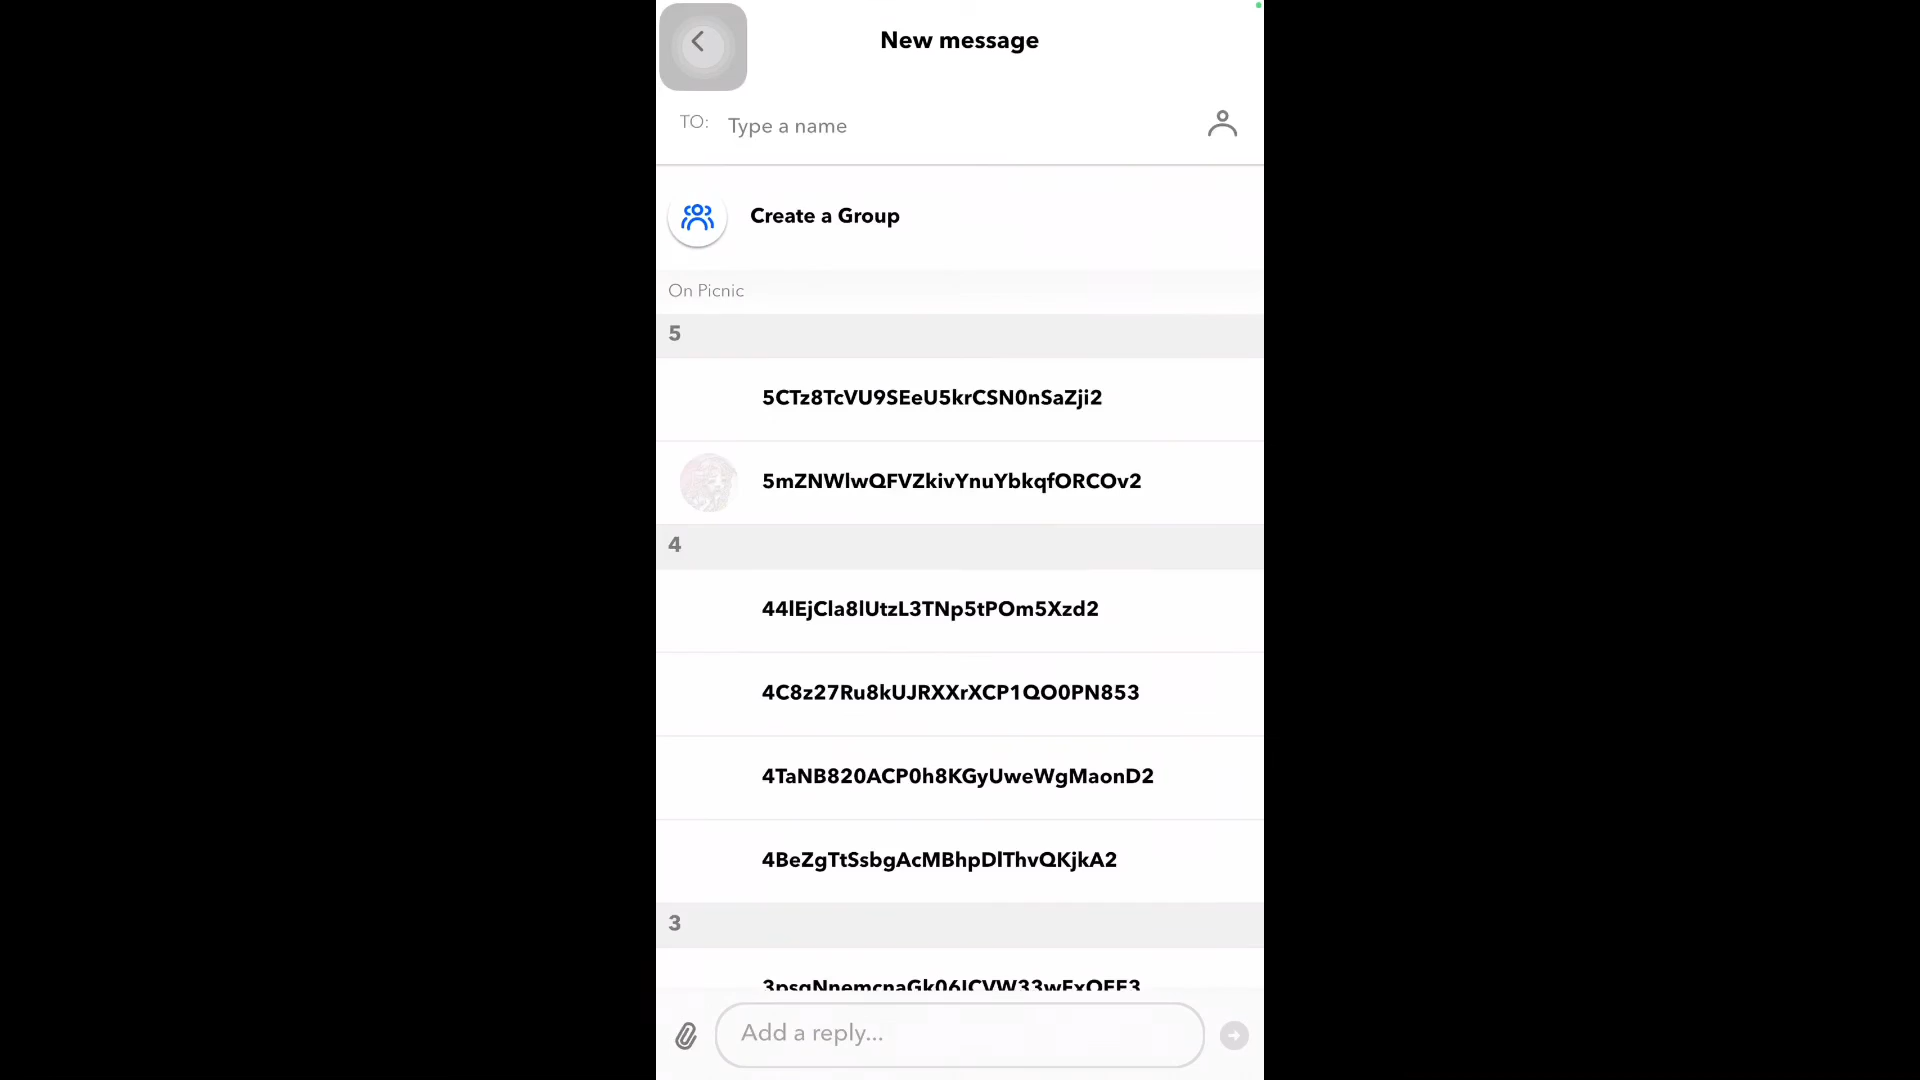 New message
TO: Type a name
Create a Group
On Picnic
5
5CTz8TcVU9SEeU5krCSN0nSaZji2
5mZNWlwQFVZkivYnuYbkqfORCOv2
4
44lEjCla8lUtzL3TNp5tPOm5Xzd2
4C8z27Ru8kUJRXXrXCP1QO0PN853
4TaNB820ACP0h8KGyUweWgMaonD2
4BeZgTtSsbgAcMBhpDlThvQKjkA2
3
Add a reply...